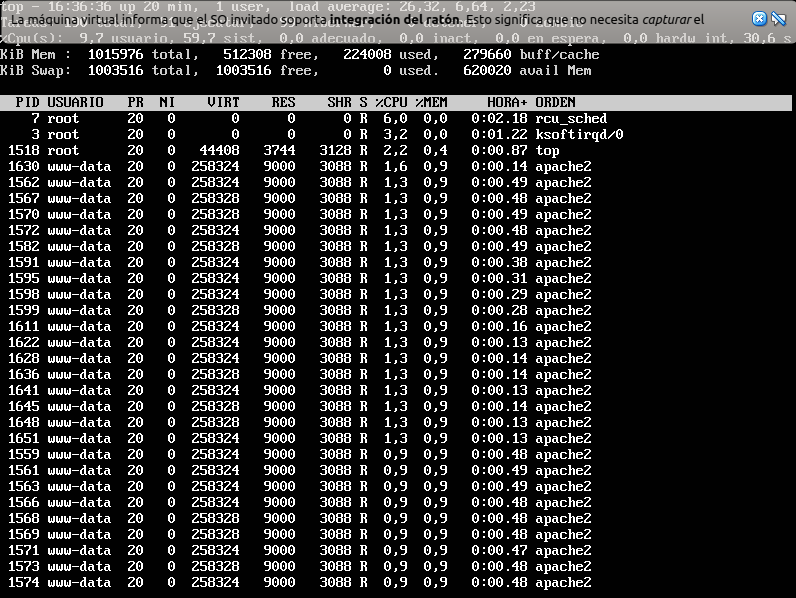 top - 16:36:36 up 20 min, 1 user, load average: 26,32, 6,64, 2,23
La máquina virtual informa que el SO invitado soporta integración del ratón. Esto significa que no necesita capturar el
%Cpu(s): 9,7 usuario, 59,7 sist, 0,0 adecuado, 0,0 inact, 0,0 en espera, 0,0 hardw int, 30,6 s
KiB Mem : 1015976 total, 512308 free, 224008 used, 279660 buff/cache
KiB Swap: 1003516 total, 1003516 free, 0 used. 620020 avail Mem
PID USUARIO PR NI VIRT RES SHR S %CPU %MEM HORA+ ORDEN
7 root 20 0 0 0 0 R 6,0 0,0 0:02.18 rcu_sched
3 root 20 0 0 0 0 R 3,2 0,0 0:01.22 ksoftirqd/0
1518 root 20 0 44408 3744 3128 R 2,2 0,4 0:00.87 top
1630 www-data 20 0 258324 9000 3088 R 1,6 0,9 0:00.14 apache2
1562 www-data 20 0 258324 9000 3088 R 1,3 0,9 0:00.49 apache2
1567 www-data 20 0 258328 9000 3088 R 1,3 0,9 0:00.48 apache2
1570 www-data 20 0 258328 9000 3088 R 1,3 0,9 0:00.49 apache2
1572 www-data 20 0 258324 9000 3088 R 1,3 0,9 0:00.48 apache2
1582 www-data 20 0 258328 9000 3088 R 1,3 0,9 0:00.49 apache2
1591 www-data 20 0 258324 9000 3088 R 1,3 0,9 0:00.38 apache2
1595 www-data 20 0 258324 9000 3088 R 1,3 0,9 0:00.31 apache2
1598 www-data 20 0 258324 9000 3088 R 1,3 0,9 0:00.29 apache2
1599 www-data 20 0 258328 9000 3088 R 1,3 0,9 0:00.28 apache2
1611 www-data 20 0 258324 9000 3088 R 1,3 0,9 0:00.16 apache2
1622 www-data 20 0 258324 9000 3088 R 1,3 0,9 0:00.13 apache2
1628 www-data 20 0 258324 9000 3088 R 1,3 0,9 0:00.14 apache2
1636 www-data 20 0 258328 9000 3088 R 1,3 0,9 0:00.14 apache2
1641 www-data 20 0 258324 9000 3088 R 1,3 0,9 0:00.13 apache2
1645 www-data 20 0 258328 9000 3088 R 1,3 0,9 0:00.14 apache2
1648 www-data 20 0 258328 9000 3088 R 1,3 0,9 0:00.13 apache2
1651 www-data 20 0 258324 9000 3088 R 1,3 0,9 0:00.13 apache2
1559 www-data 20 0 258324 9000 3088 R 0,9 0,9 0:00.48 apache2
1561 www-data 20 0 258324 9000 3088 R 0,9 0,9 0:00.49 apache2
1563 www-data 20 0 258324 9000 3088 R 0,9 0,9 0:00.49 apache2
1566 www-data 20 0 258328 9000 3088 R 0,9 0,9 0:00.48 apache2
1568 www-data 20 0 258328 9000 3088 R 0,9 0,9 0:00.48 apache2
1569 www-data 20 0 258328 9000 3088 R 0,9 0,9 0:00.48 apache2
1571 www-data 20 0 258324 9000 3088 R 0,9 0,9 0:00.47 apache2
1573 www-data 20 0 258328 9000 3088 R 0,9 0,9 0:00.48 apache2
1574 www-data 20 0 258324 9000 3088 R 0,9 0,9 0:00.48 apache2